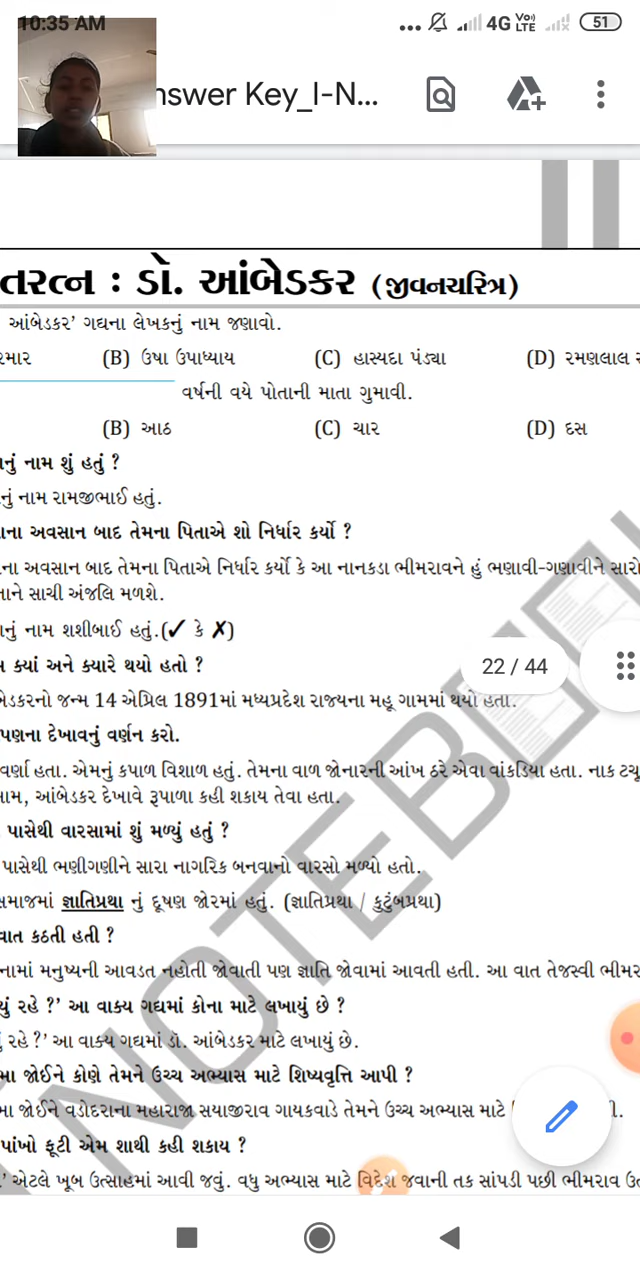 10:35 AM ... 4G VoLTE 51
nswer Key_I-N...
તરત્ન : ડૉ. આંબેડકર (જીવનચરિત્ર)
આંબેડકર' ગદ્યના લેખકનું નામ જણાવો.
રમાર (B) ઉષા ઉપાધ્યાય (C) હાસ્યદા પંડ્યા (D) રમણલાલ
વર્ષની વયે પોતાની માતા ગુમાવી.
(B) આઠ (C) ચાર (D) દસ
નું નામ શું હતું ?
નું નામ રામજીભાઈ હતું.
ના અવસાન બાદ તેમના પિતાએ શો નિર્ધાર કર્યો ?
ના અવસાન બાદ તેમના પિતાએ નિર્ધાર કર્યો કે આ નાનકડા ભીમરાવને હું ભણાવી-ગણાવીને સારો
ાને સાચી અંજલિ મળશે.
નું નામ શશીબાઈ હતું.(✓ કે ✗)
ક્યાં અને ક્યારે થયો હતો ?
22 / 44
બેડકરનો જન્મ 14 એપ્રિલ 1891માં મધ્યપ્રદેશ રાજ્યના મહૂ ગામમાં થયો હતો.
પણના દેખાવનું વર્ણન કરો.
વર્ણા હતા. એમનું કપાળ વિશાળ હતું. તેમના વાળ જોનારની આંખ ઠરે એવા વાંકડિયા હતા. નાક ટચૂ
ામ, આંબેડકર દેખાવે રૂપાળા કહી શકાય તેવા હતા.
પાસેથી વારસામાં શું મળ્યું હતું ?
પાસેથી ભણીગણીને સારા નાગરિક બનવાનો વારસો મળ્યો હતો.
સમાજમાં જ્ઞાતિપ્રથા નું દૂષણ જોરમાં હતું. (જ્ઞાતિપ્રથા / કુટુંબપ્રથા)
વાત કઠતી હતી ?
નામાં મનુષ્યની આવડત નહોતી જોવાતી પણ જ્ઞાતિ જોવામાં આવતી હતી. આ વાત તેજસ્વી ભીમર
યું રહે ?' આ વાક્ય ગદ્યમાં કોના માટે લખાયું છે ?
રહે ?' આ વાક્ય ગદ્યમાં ડૉ. આંબેડકર માટે લખાયું છે.
મા જોઈને કોણે તેમને ઉચ્ચ અભ્યાસ માટે શિષ્યવૃત્તિ આપી ?
મા જોઈને વડોદરાના મહારાજા સયાજીરાવ ગાયકવાડે તેમને ઉચ્ચ અભ્યાસ માટે
પાંખો ફૂટી એમ શાથી કહી શકાય ?
' એટલે ખૂબ ઉત્સાહમાં આવી જવું. વધુ અભ્યાસ માટે વિદેશ જવાની તક સાંપડી પછી ભીમરાવ ઉત
NOTEBOOK